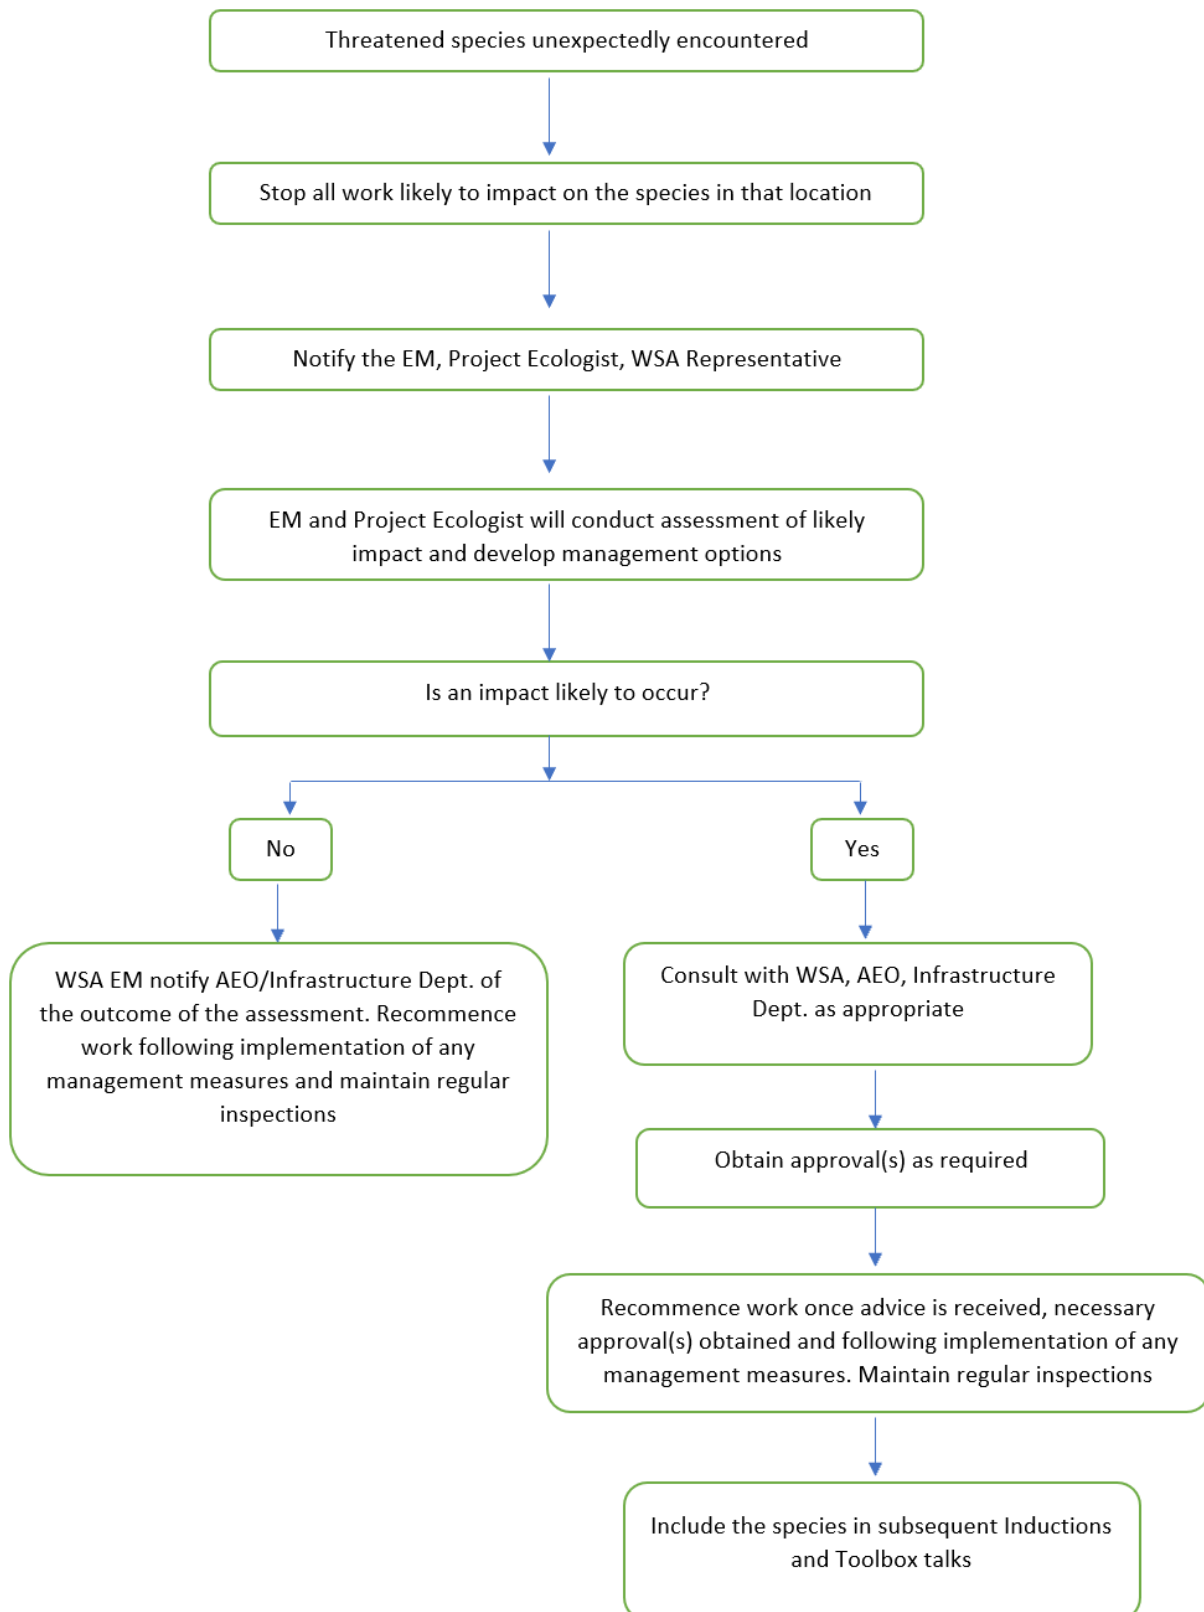 Threatened species unexpectedly encountered
Stop all work likely to impact on the species in that location
Notify the EM, Project Ecologist, WSA Representative
EM and Project Ecologist will conduct assessment of likely
impact and develop management options
Is an impact likely to occur?
No
Yes
WSA EM notify AEO/Infrastructure Dept. of
the outcome of the assessment. Recommence
work following implementation of any
management measures and maintain regular
inspections
Consult with WSA, AEO, Infrastructure
Dept. as appropriate
Obtain approval(s) as required
Recommence work once advice is received, necessary
approval(s) obtained and following implementation of any
management measures. Maintain regular inspections
Include the species in subsequent Inductions
and Toolbox talks